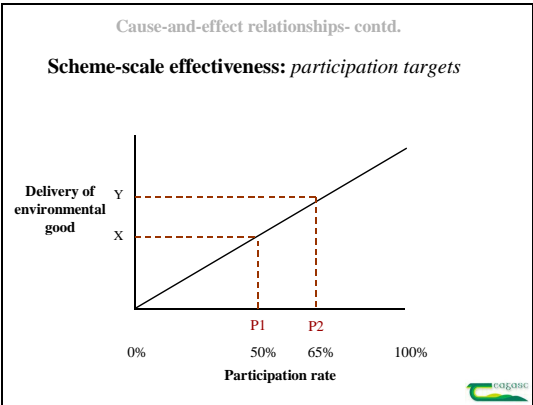 Cause-and-effect relationships- contd.
Scheme-scale effectiveness: participation targets
Delivery of
environmental
good
Y
X
P1 P2
0% 50% 65% 100%
Participation rate
Teagasc